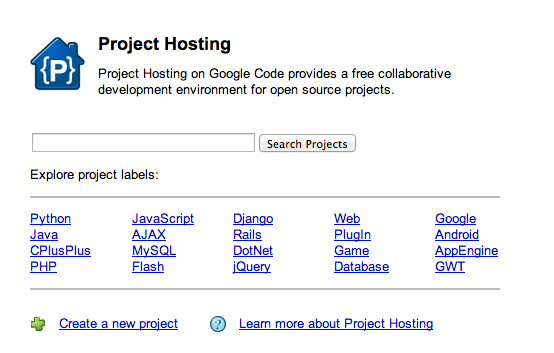 {P}
Project Hosting
Project Hosting on Google Code provides a free collaborative
development environment for open source projects.
Search Projects
Explore project labels:
Python JavaScript Django Web Google
Java AJAX Rails PlugIn Android
CPlusPlus MySQL DotNet Game AppEngine
PHP Flash jQuery Database GWT
Create a new project ? Learn more about Project Hosting